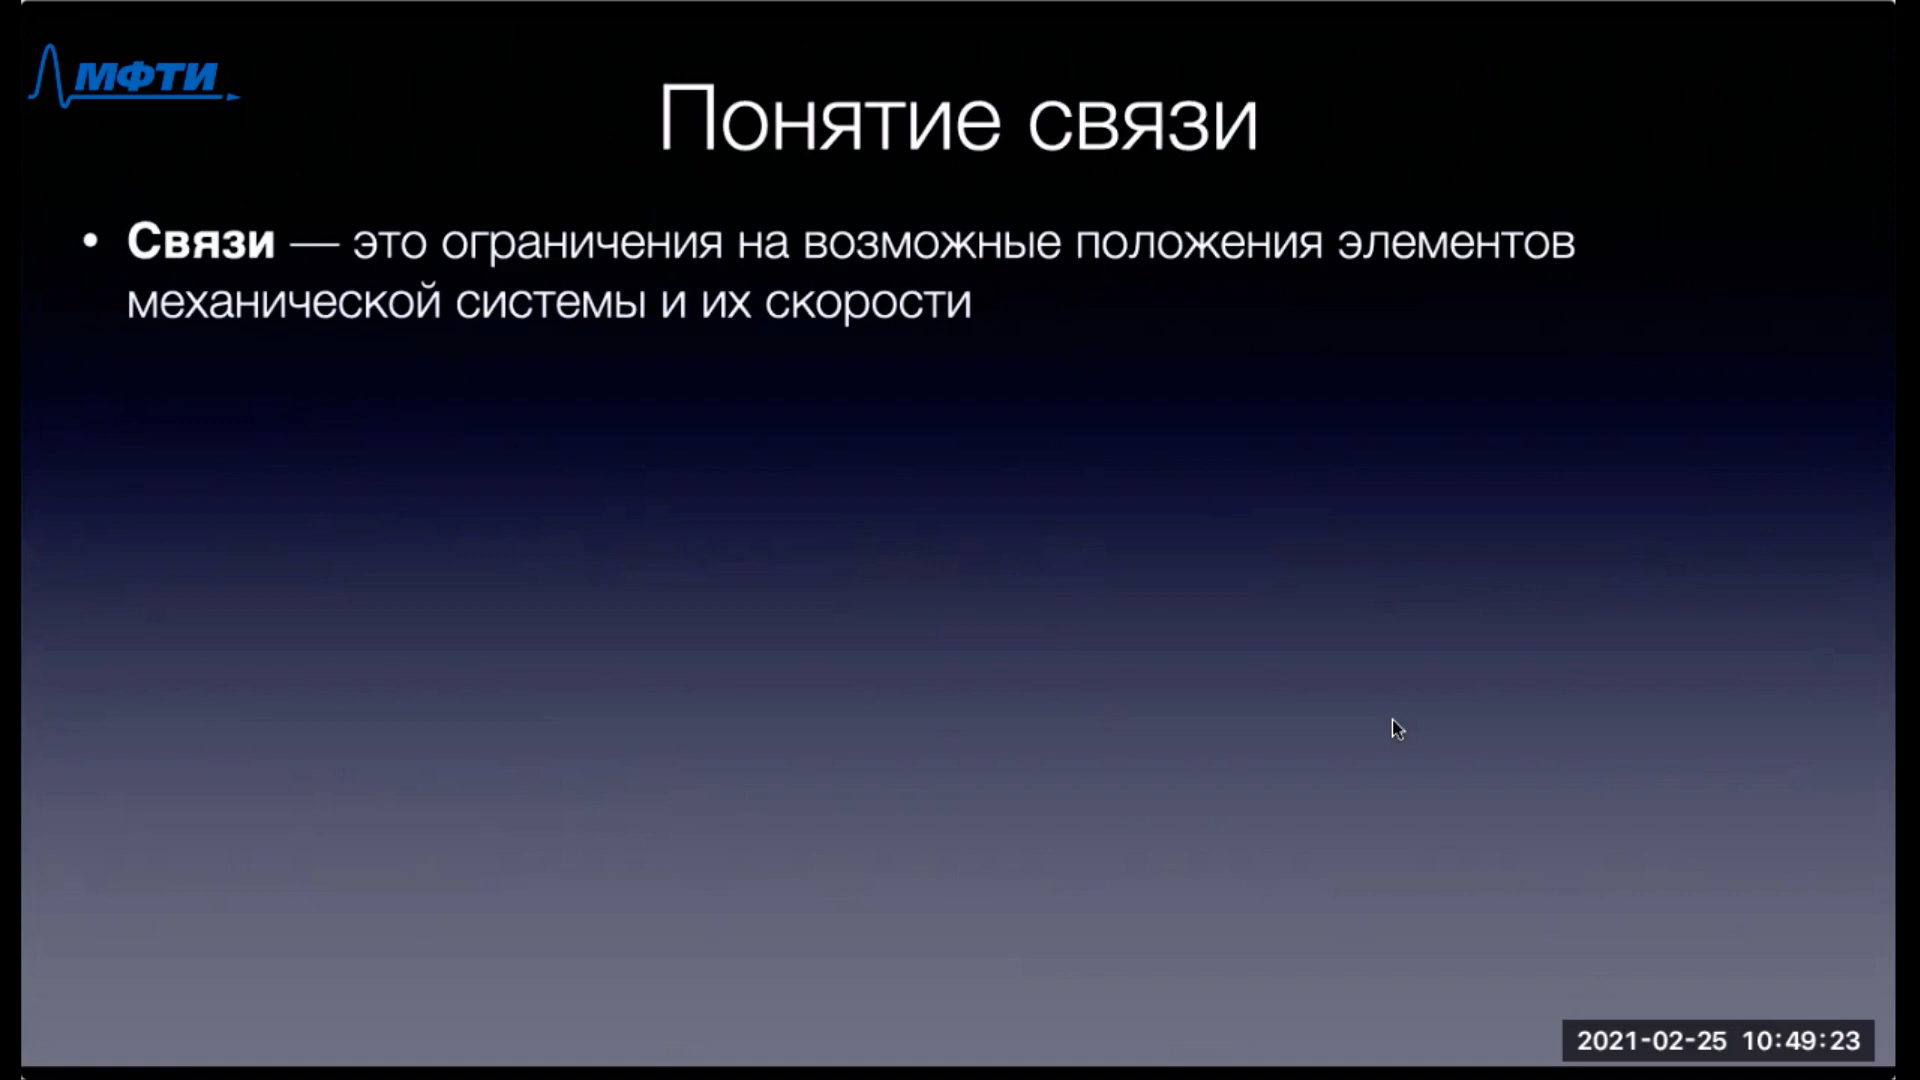 МФТИ
Понятие связи
• Связи — это ограничения на возможные положения элементов
механической системы и их скорости
2021-02-25 10:49:23